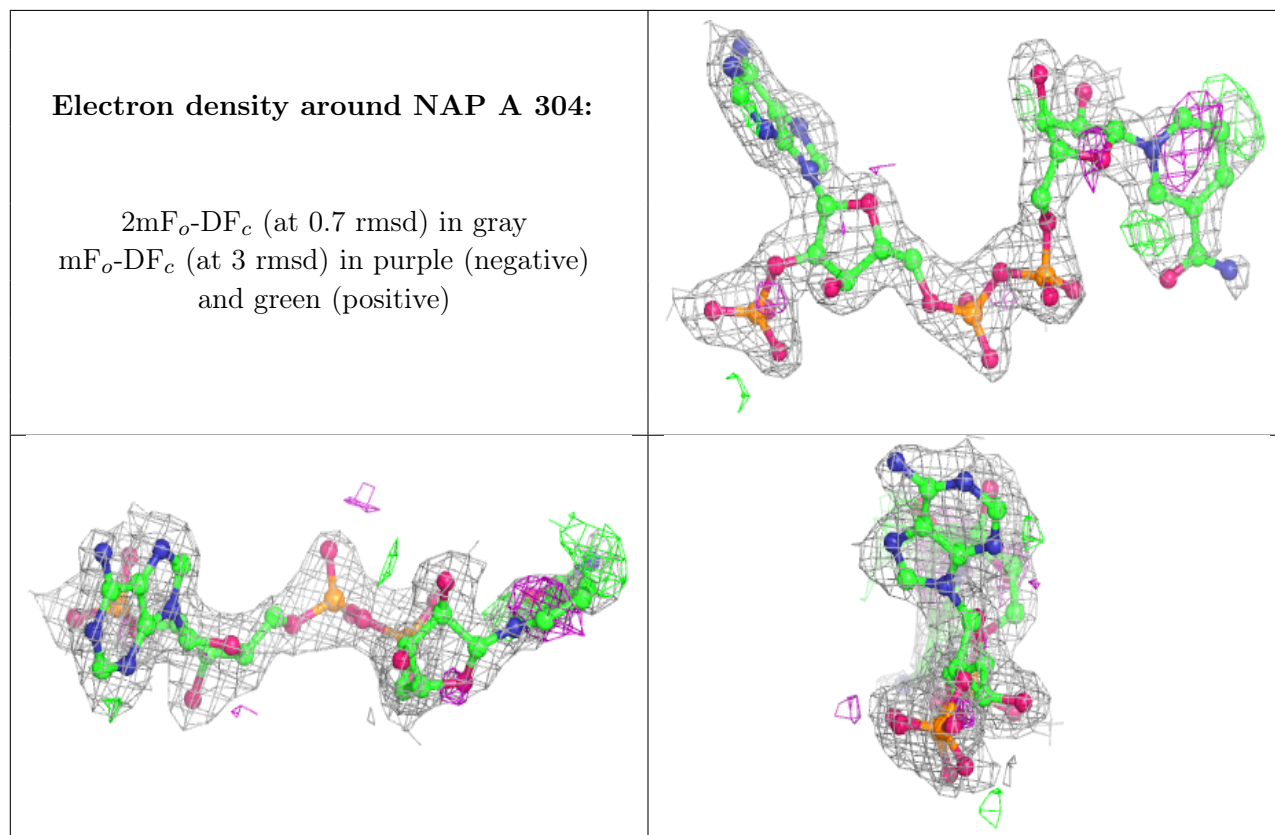 Electron density around NAP A 304:
2mFo-DFc (at 0.7 rmsd) in gray
mFo-DFc (at 3 rmsd) in purple (negative)
and green (positive)